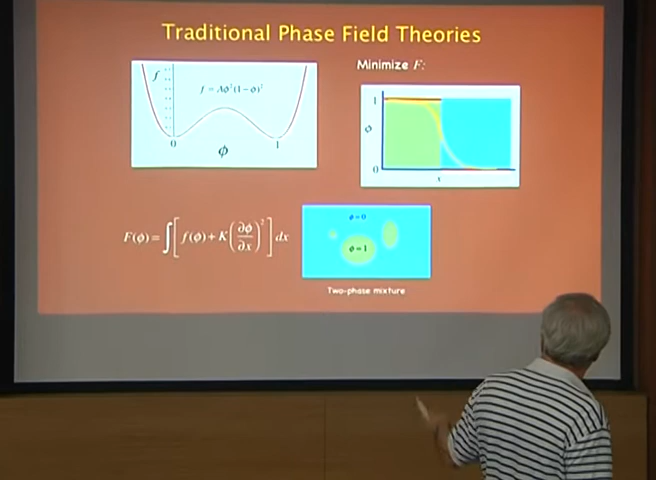 Traditional Phase Field Theories
Minimize F:
f
f = Aϕ²(1−ϕ)²
0
1
ϕ
1
ϕ
0
x
F(ϕ) = ∫[f(ϕ) + K(∂ϕ/∂x)²]dx
ϕ=0
ϕ=1
Two-phase mixture